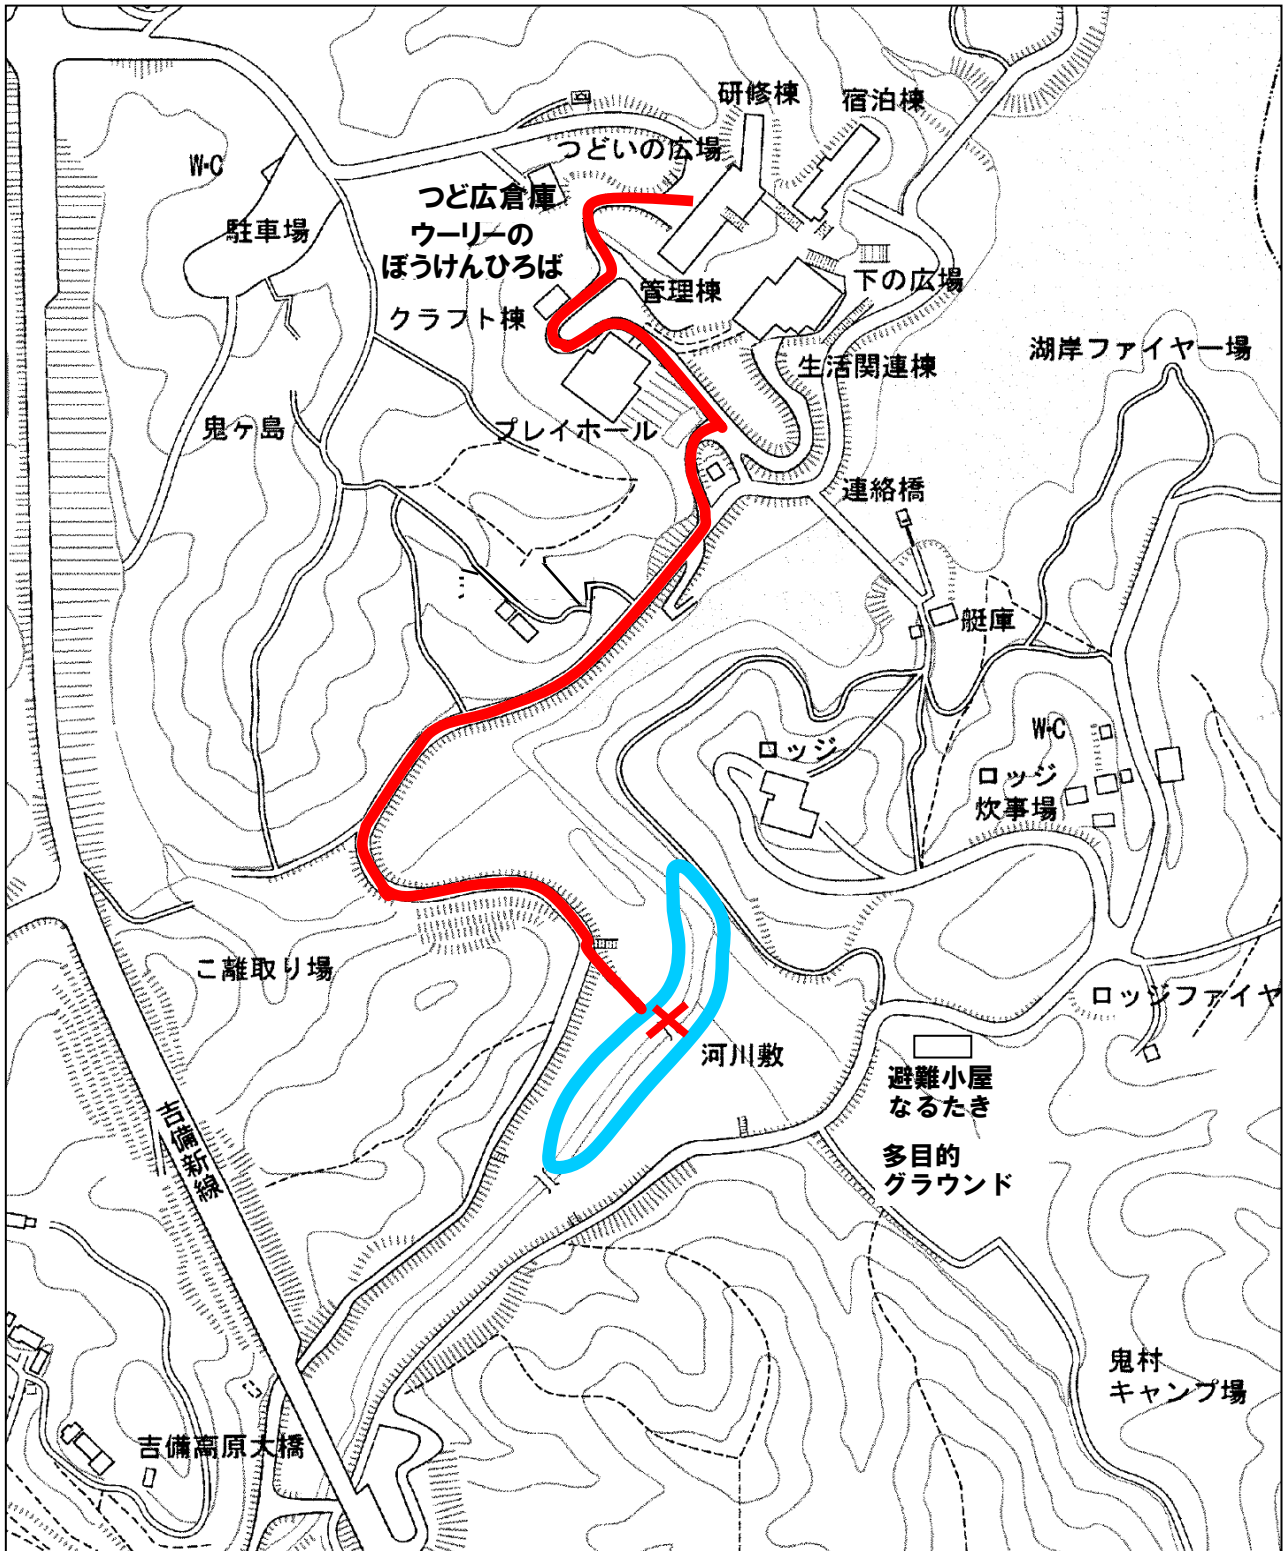 研修棟
宿泊棟
つどいの広場
W・C
つど広倉庫
ウーリーの
ぼうけんひろば
駐車場
管理棟
下の広場
クラフト棟
湖岸ファイヤー場
生活関連棟
鬼ヶ島
プレイホール
連絡橋
艇庫
W・C
ロッジ
ロッジ
炊事場
こ離取り場
ロッジファイヤ
河川敷
避難小屋
なるたき
吉備新線
多目的
グラウンド
鬼村
キャンプ場
吉備高原大橋